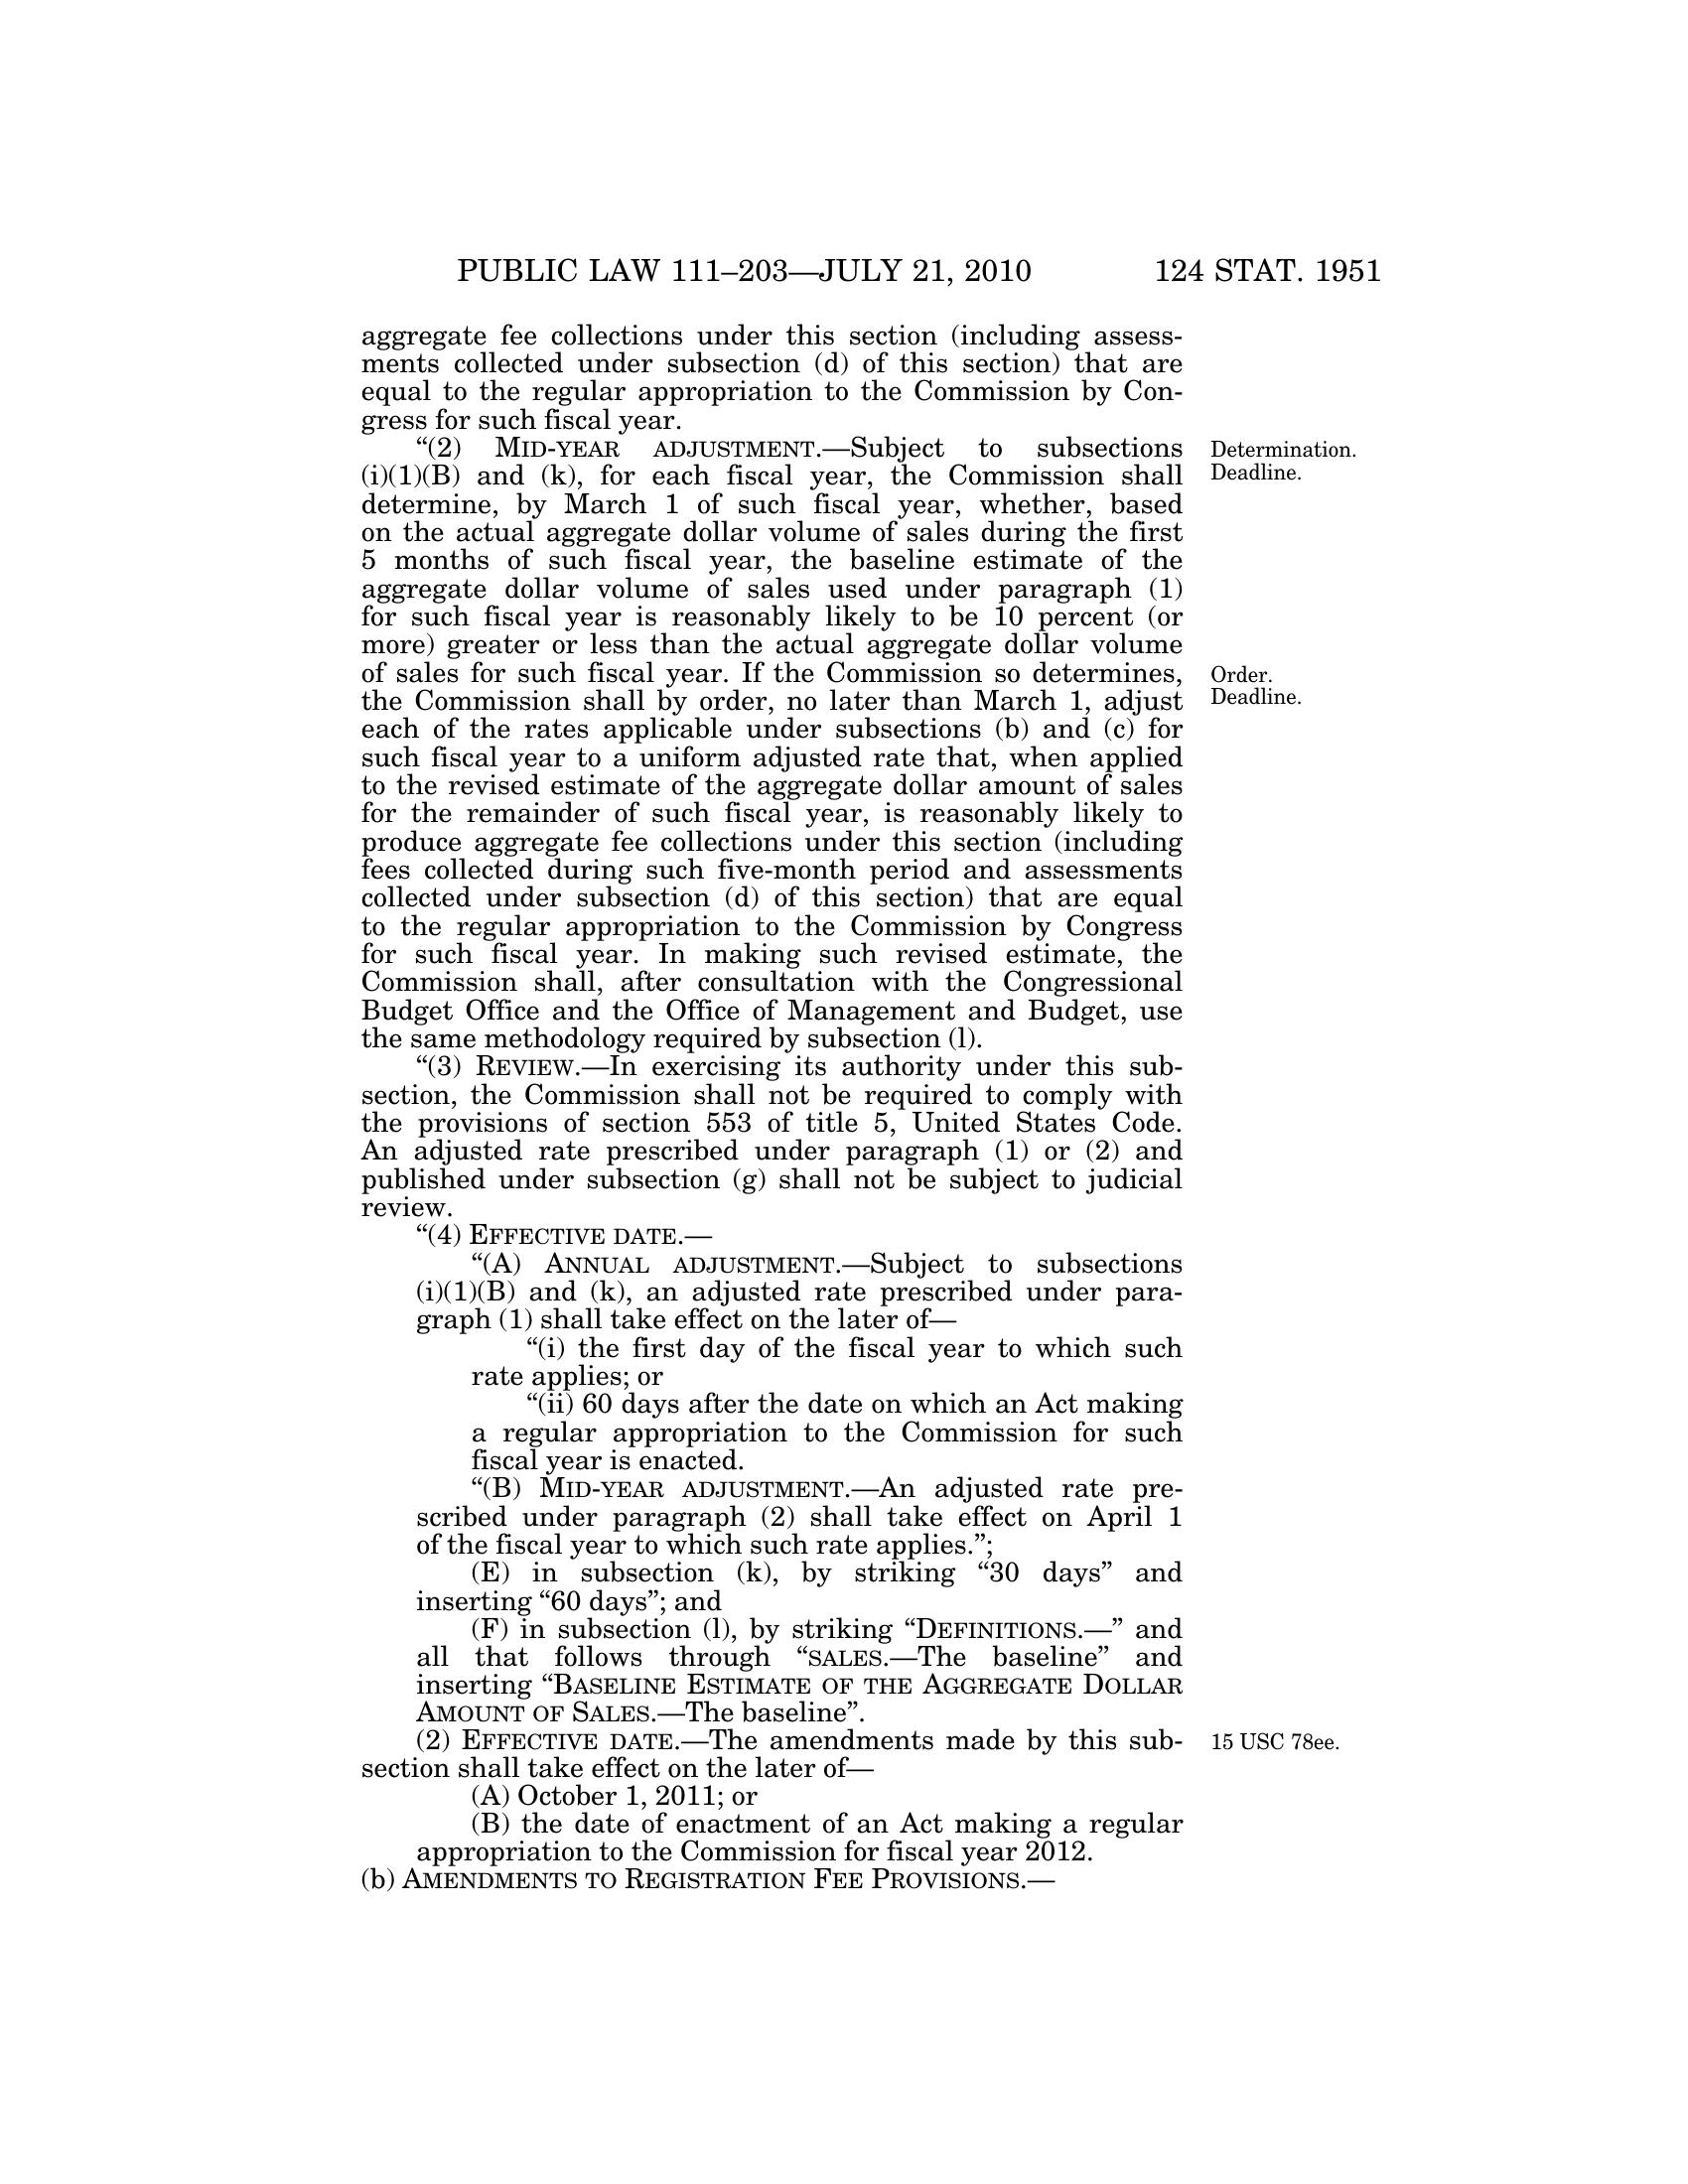 PUBLIC LAW 111–203—JULY 21, 2010 124 STAT. 1951
aggregate fee collections under this section (including assess-
ments collected under subsection (d) of this section) that are
equal to the regular appropriation to the Commission by Con-
gress for such fiscal year.
“(2) MID-YEAR ADJUSTMENT.—Subject to subsections
(i)(1)(B) and (k), for each fiscal year, the Commission shall
determine, by March 1 of such fiscal year, whether, based
on the actual aggregate dollar volume of sales during the first
5 months of such fiscal year, the baseline estimate of the
aggregate dollar volume of sales used under paragraph (1)
for such fiscal year is reasonably likely to be 10 percent (or
more) greater or less than the actual aggregate dollar volume
of sales for such fiscal year. If the Commission so determines,
the Commission shall by order, no later than March 1, adjust
each of the rates applicable under subsections (b) and (c) for
such fiscal year to a uniform adjusted rate that, when applied
to the revised estimate of the aggregate dollar amount of sales
for the remainder of such fiscal year, is reasonably likely to
produce aggregate fee collections under this section (including
fees collected during such five-month period and assessments
collected under subsection (d) of this section) that are equal
to the regular appropriation to the Commission by Congress
for such fiscal year. In making such revised estimate, the
Commission shall, after consultation with the Congressional
Budget Office and the Office of Management and Budget, use
the same methodology required by subsection (l).
“(3) REVIEW.—In exercising its authority under this sub-
section, the Commission shall not be required to comply with
the provisions of section 553 of title 5, United States Code.
An adjusted rate prescribed under paragraph (1) or (2) and
published under subsection (g) shall not be subject to judicial
review.
“(4) EFFECTIVE DATE.—
“(A) ANNUAL ADJUSTMENT.—Subject to subsections
(i)(1)(B) and (k), an adjusted rate prescribed under para-
graph (1) shall take effect on the later of—
“(i) the first day of the fiscal year to which such
rate applies; or
“(ii) 60 days after the date on which an Act making
a regular appropriation to the Commission for such
fiscal year is enacted.
“(B) MID-YEAR ADJUSTMENT.—An adjusted rate pre-
scribed under paragraph (2) shall take effect on April 1
of the fiscal year to which such rate applies.”;
(E) in subsection (k), by striking “30 days” and
inserting “60 days”; and
(F) in subsection (l), by striking “DEFINITIONS.—” and
all that follows through “SALES.—The baseline” and
inserting “BASELINE ESTIMATE OF THE AGGREGATE DOLLAR
AMOUNT OF SALES.—The baseline”.
(2) EFFECTIVE DATE.—The amendments made by this sub-
section shall take effect on the later of—
(A) October 1, 2011; or
(B) the date of enactment of an Act making a regular
appropriation to the Commission for fiscal year 2012.
(b) AMENDMENTS TO REGISTRATION FEE PROVISIONS.—
Determination.
Deadline.
Order.
Deadline.
15 USC 78ee.